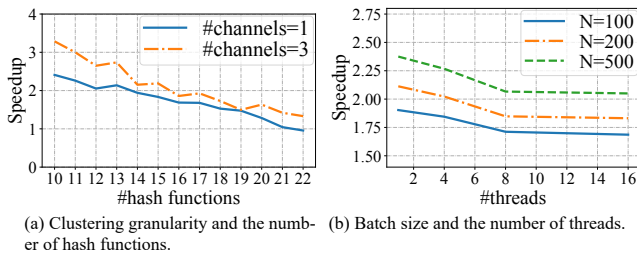 4
3
2
1
0
Speedup
#channels=1
#channels=3
10 11 12 13 14 15 16 17 18 19 20 21 22
#hash functions
(a) Clustering granularity and the num-
ber of hash functions.
2.75
2.50
2.25
2.00
1.75
1.50
Speedup
N=100
N=200
N=500
2 4 6 8 10 12 14 16
#threads
(b) Batch size and the number of threads.